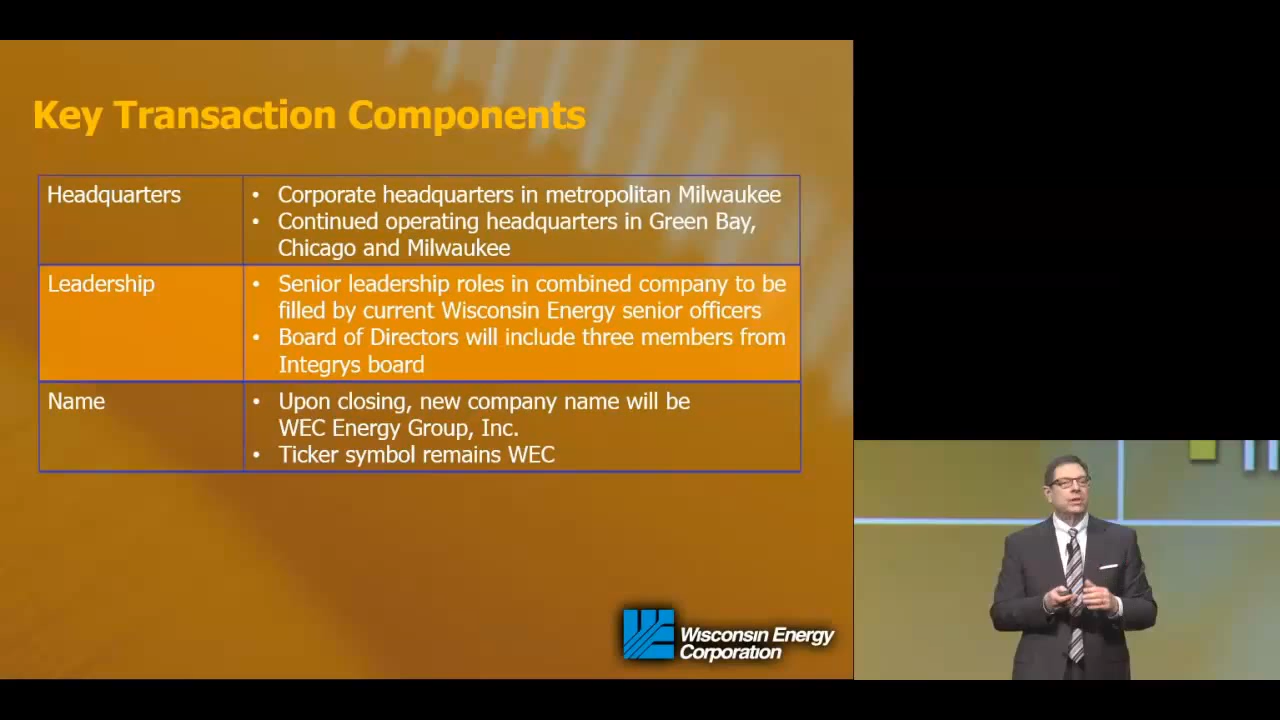 Key Transaction Components
Headquarters
• Corporate headquarters in metropolitan Milwaukee
• Continued operating headquarters in Green Bay,
Chicago and Milwaukee
Leadership
• Senior leadership roles in combined company to be
filled by current Wisconsin Energy senior officers
• Board of Directors will include three members from
Integrys board
Name
• Upon closing, new company name will be
WEC Energy Group, Inc.
• Ticker symbol remains WEC
Wisconsin Energy
Corporation